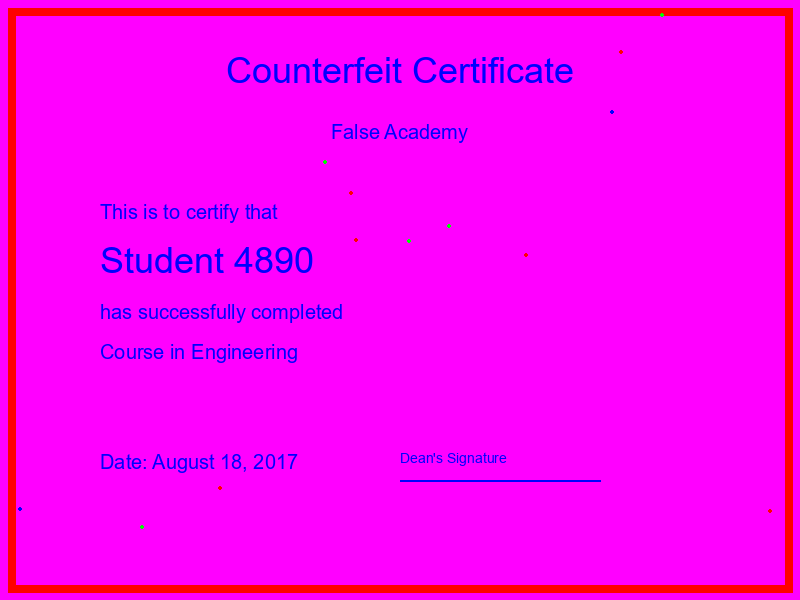 Counterfeit Certificate
False Academy
This is to certify that
Student 4890
has successfully completed
Course in Engineering
Date: August 18, 2017
Dean's Signature